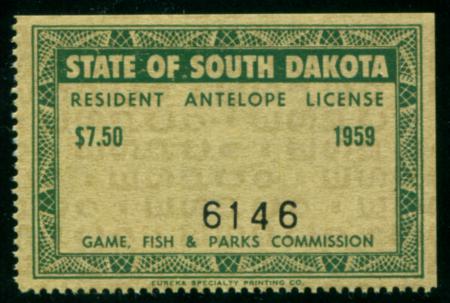 STATE OF SOUTH DAKOTA
RESIDENT ANTELOPE LICENSE
$7.50 1959
6146
GAME, FISH & PARKS COMMISSION
EUREKA SPECIALTY PRINTING CO.